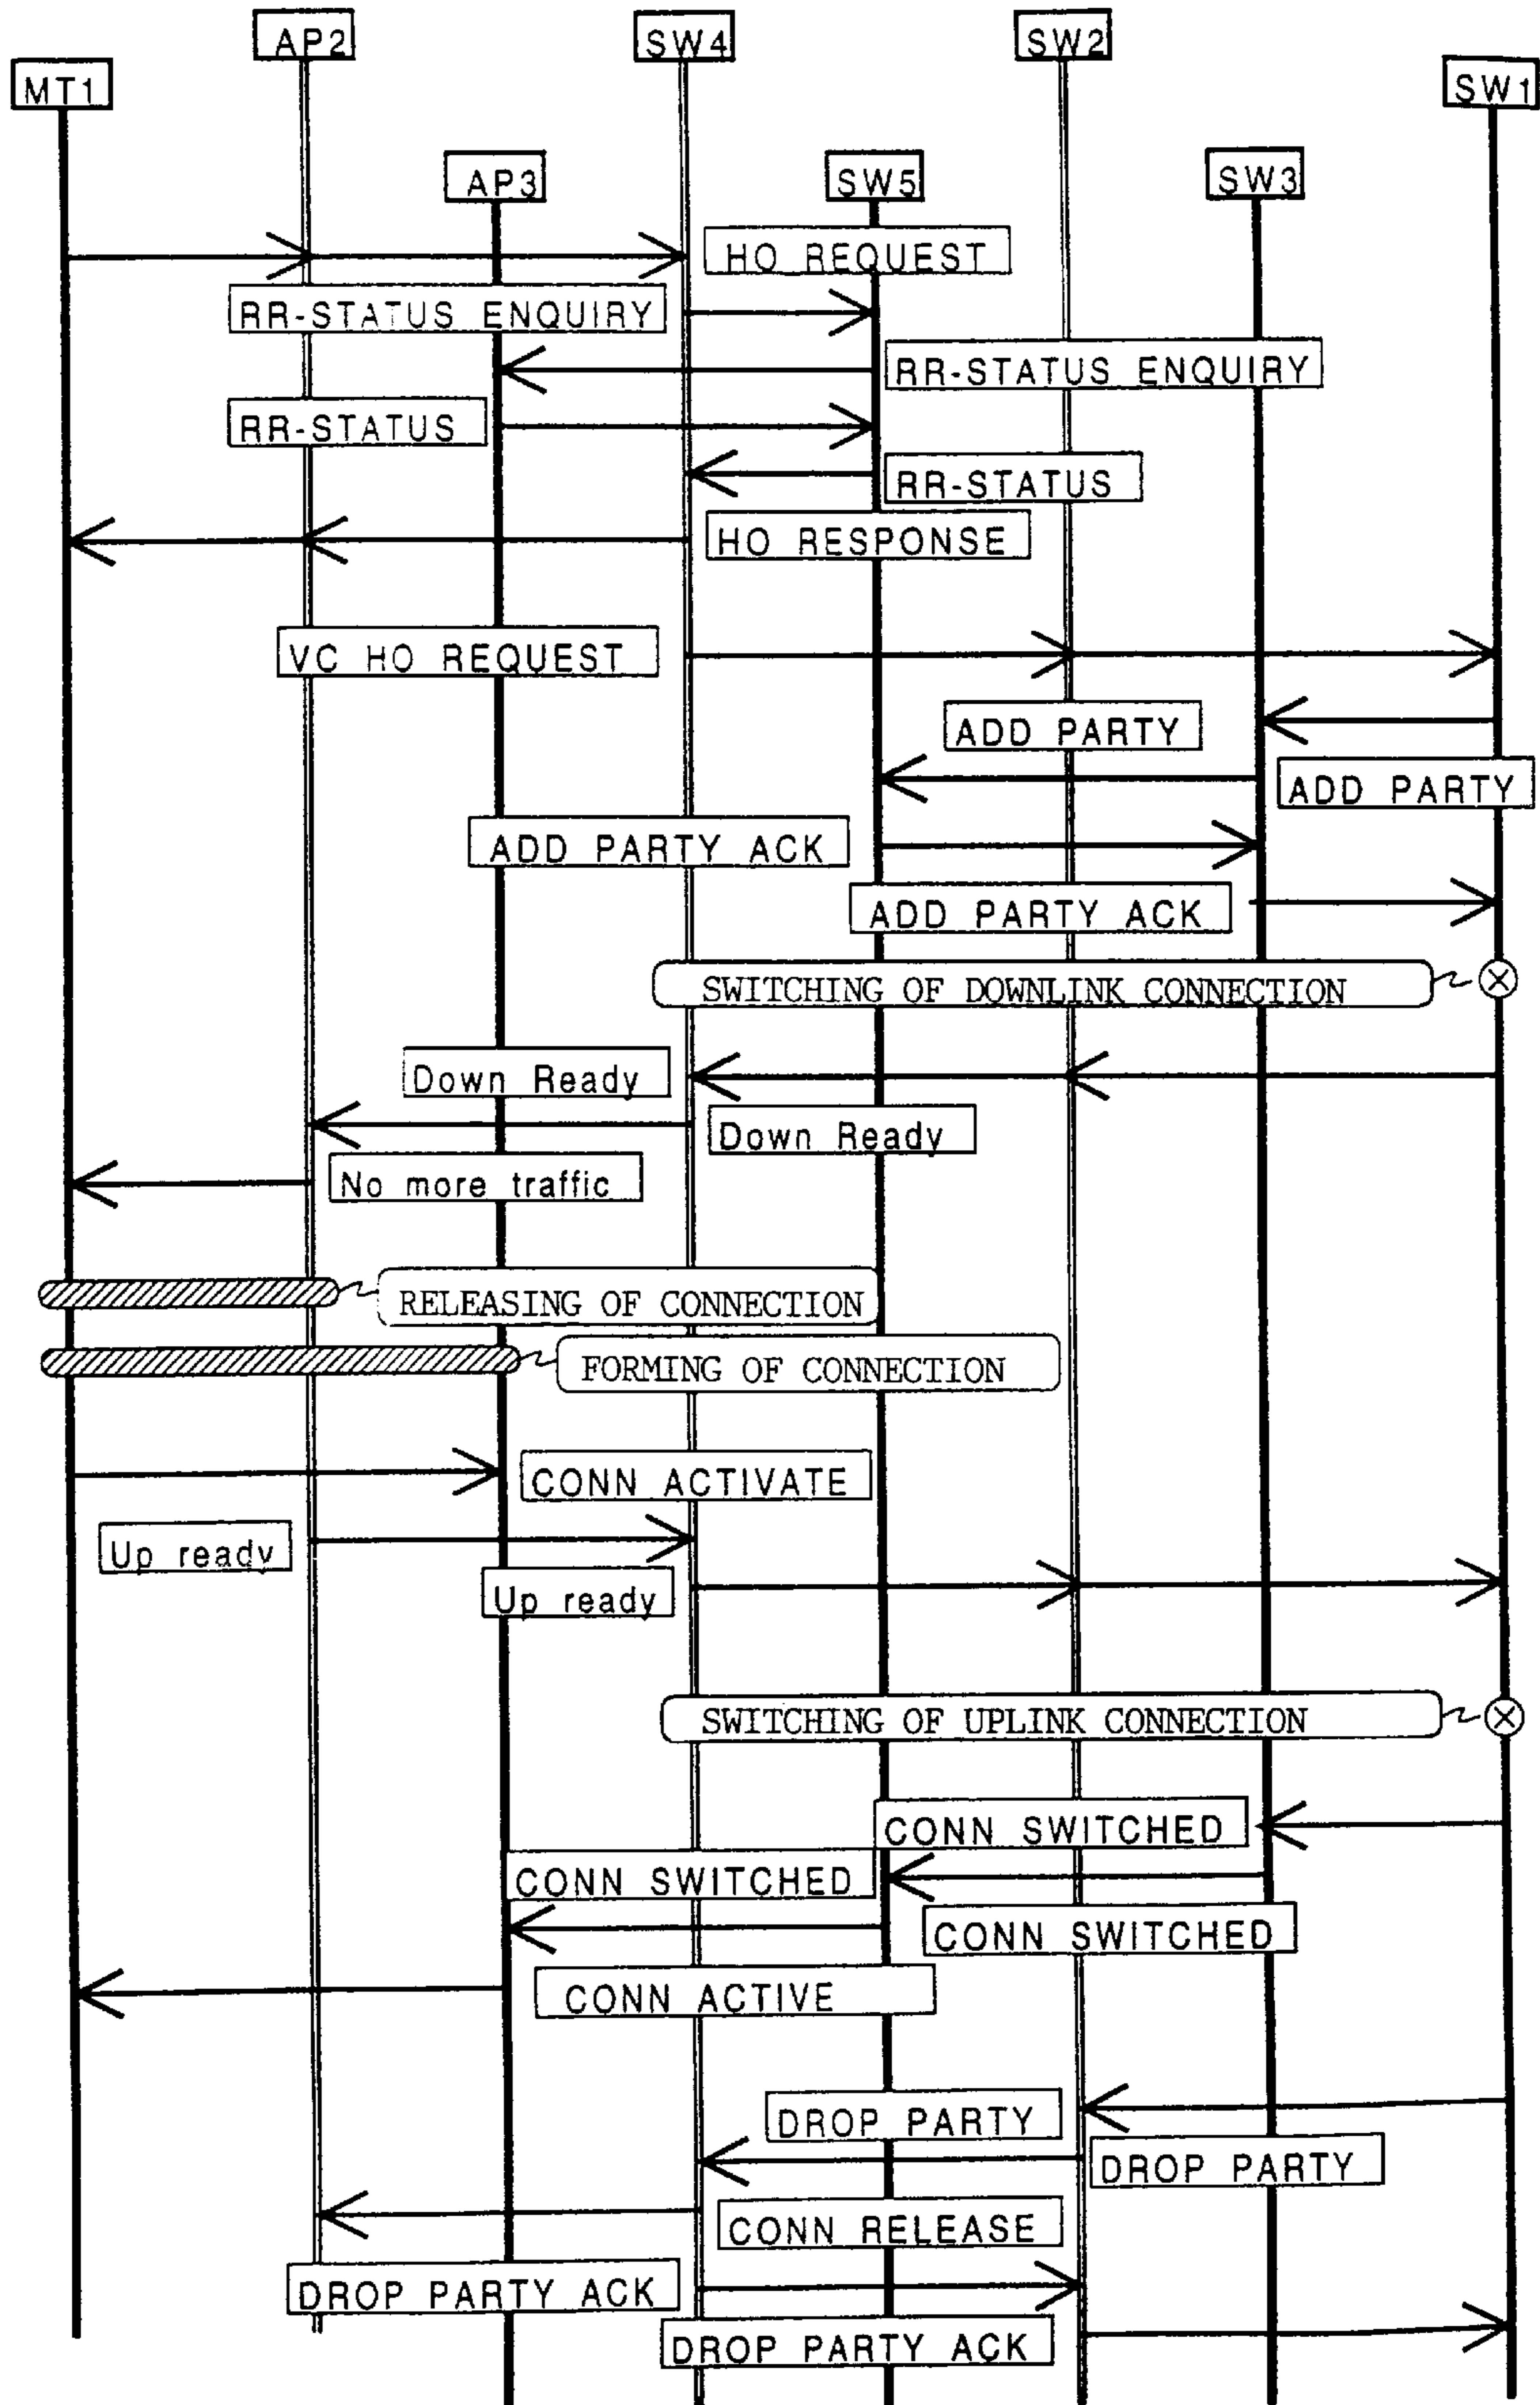 AP2
SW4
SW2
MT1
SW1
AP3
SW5
SW3
HO REQUEST
RR-STATUS ENQUIRY
RR-STATUS ENQUIRY
RR-STATUS
RR-STATUS
HO RESPONSE
VC HO REQUEST
ADD PARTY
ADD PARTY
ADD PARTY ACK
ADD PARTY ACK
SWITCHING OF DOWNLINK CONNECTION
Down Ready
Down Ready
No more traffic
RELEASING OF CONNECTION
FORMING OF CONNECTION
CONN ACTIVATE
Up ready
Up ready
SWITCHING OF UPLINK CONNECTION
CONN SWITCHED
CONN SWITCHED
CONN SWITCHED
CONN ACTIVE
DROP PARTY
DROP PARTY
CONN RELEASE
DROP PARTY ACK
DROP PARTY ACK